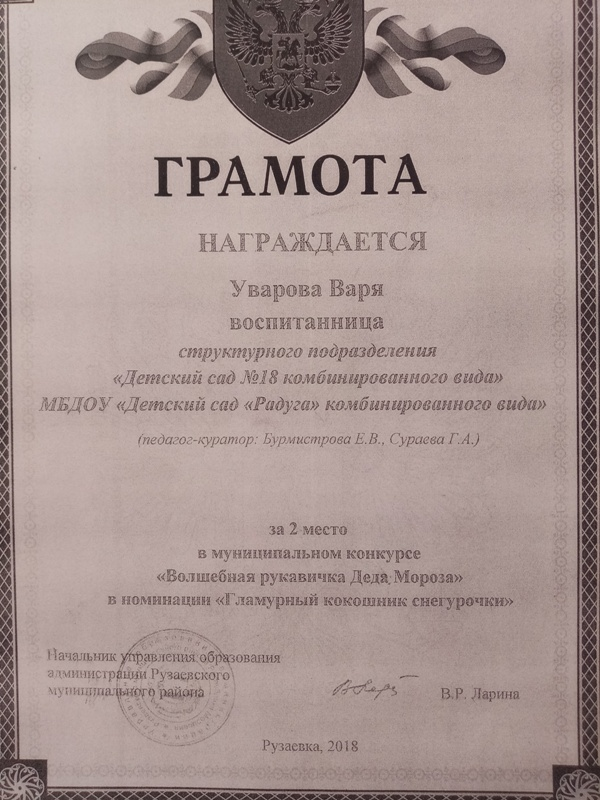 ГРАМОТА
НАГРАЖДАЕТСЯ
Уварова Варя
воспитанница
структурного подразделения
«Детский сад №18 комбинированного вида»
МБДОУ «Детский сад «Радуга» комбинированного вида»
(педагог-куратор: Бурмистрова Е.В., Сураева Г.А.)
за 2 место
в муниципальном конкурсе
«Волшебная рукавичка Деда Мороза»
в номинации «Гламурный кокошник снегурочки»
Начальник управления образования
администрации Рузаевского
муниципального района
В.Р. Ларина
Рузаевка, 2018